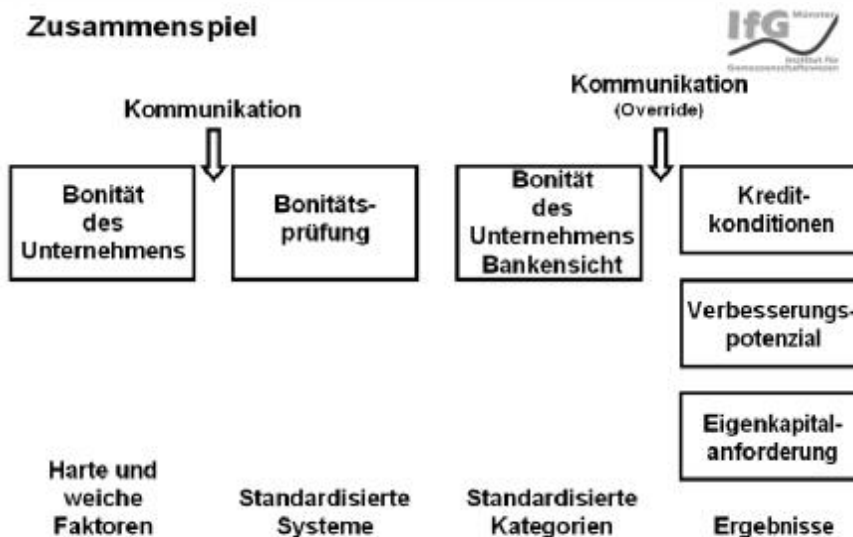 Zusammenspiel
IfG Münster
Institut für
Genossenschaftswesen
Kommunikation
Kommunikation
(Override)
Bonität
des
Unternehmens
Bonitäts-
prüfung
Bonität
des
Unternehmens
Bankensicht
Kredit-
konditionen
Verbesserungs-
potenzial
Eigenkapital-
anforderung
Harte und
weiche
Faktoren
Standardisierte
Systeme
Standardisierte
Kategorien
Ergebnisse